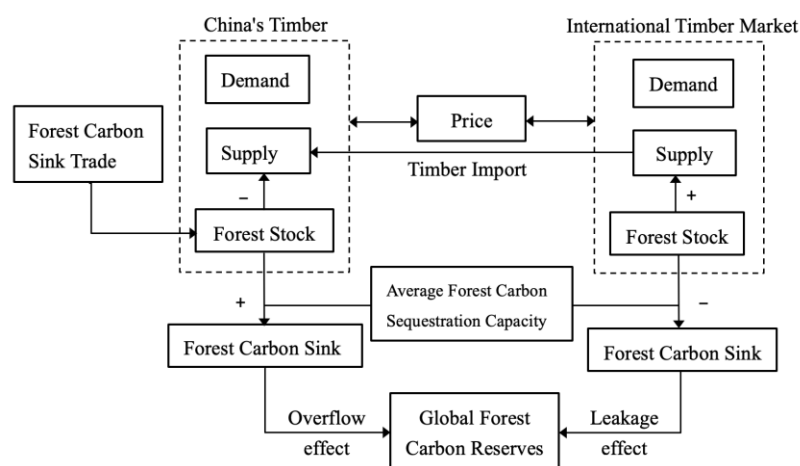 China's Timber
International Timber Market
Demand
Demand
Price
Forest Carbon
Sink Trade
Supply
Supply
Timber Import
−
+
Forest Stock
Forest Stock
+
Average Forest Carbon
Sequestration Capacity
−
Forest Carbon Sink
Forest Carbon Sink
Overflow
effect
Global Forest
Carbon Reserves
Leakage
effect